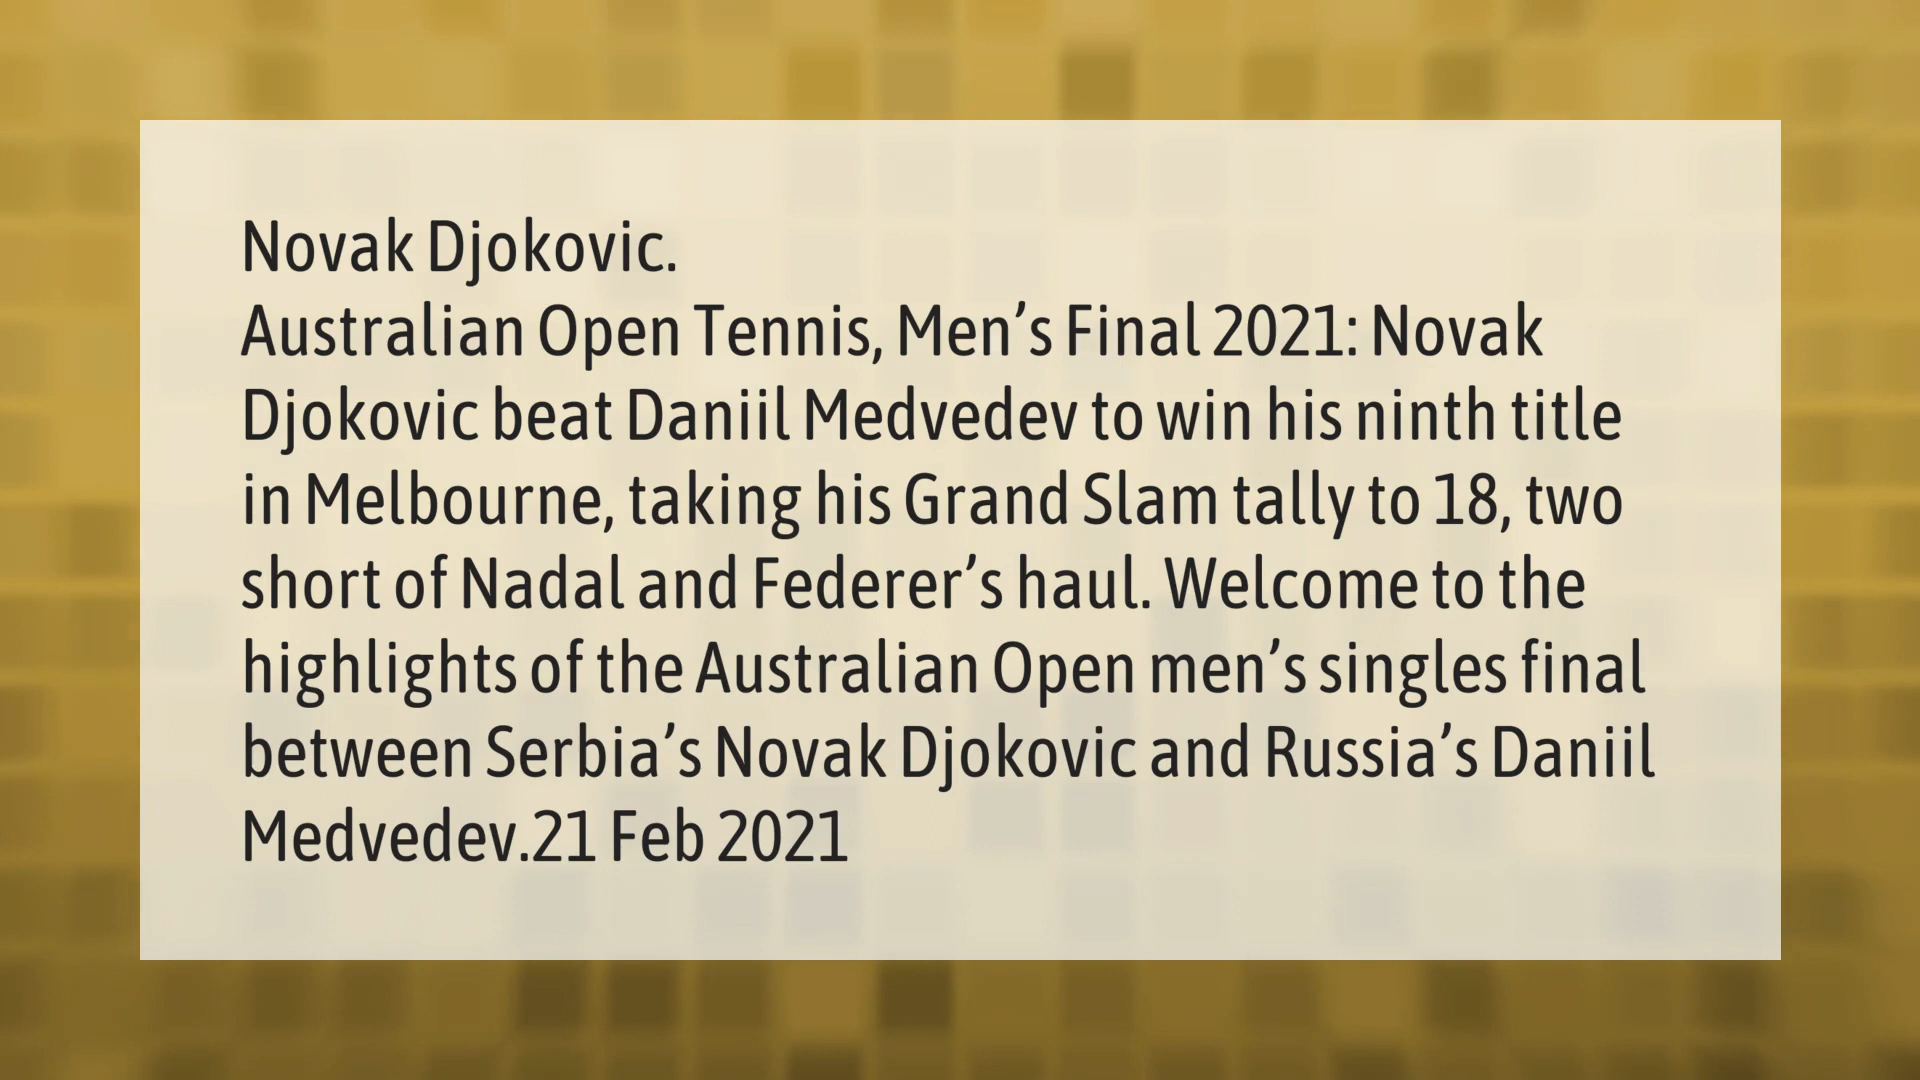 Novak Djokovic.
Australian Open Tennis, Men’s Final 2021: Novak
Djokovic beat Daniil Medvedev to win his ninth title
in Melbourne, taking his Grand Slam tally to 18, two
short of Nadal and Federer’s haul. Welcome to the
highlights of the Australian Open men’s singles final
between Serbia’s Novak Djokovic and Russia’s Daniil
Medvedev.21 Feb 2021